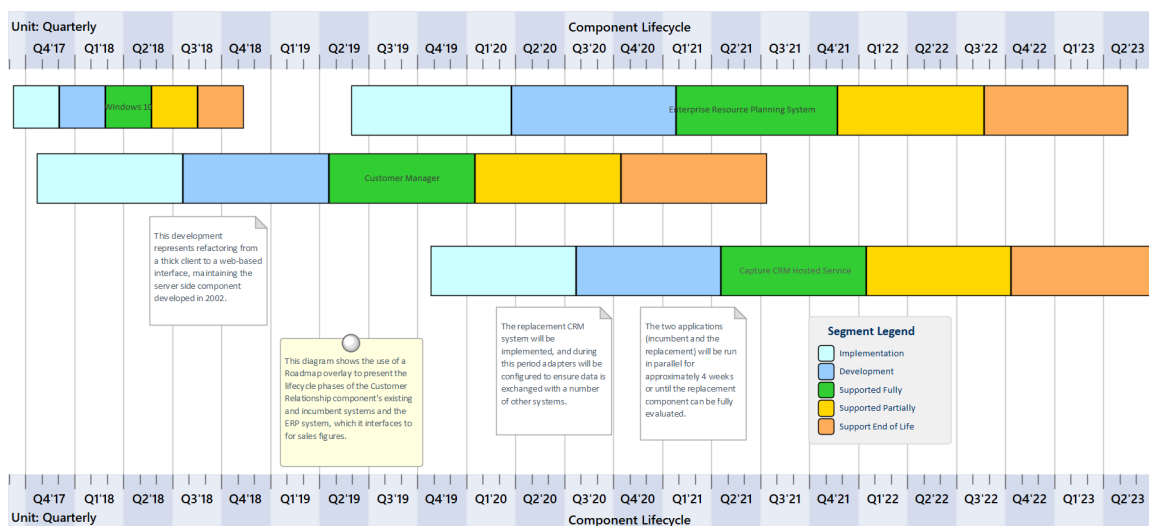 Unit: Quarterly Component Lifecycle
Q4'17 Q1'18 Q2'18 Q3'18 Q4'18 Q1'19 Q2'19 Q3'19 Q4'19 Q1'20 Q2'20 Q3'20 Q4'20 Q1'21 Q2'21 Q3'21 Q4'21 Q1'22 Q2'22 Q3'22 Q4'22 Q1'23 Q2'23
Windows 10
Enterprise Resource Planning System
Customer Manager
This development
represents refactoring from
a thick client to a web-based
interface, maintaining the
server side component
developed in 2002.
Capture CRM Hosted Service
This diagram shows the use of a
Roadmap overlay to present the
lifecycle phases of the Customer
Relationship component's existing
and incumbent systems and the
ERP system, which it interfaces to
for sales figures.
The replacement CRM
system will be
implemented, and during
this period adapters will be
configured to ensure data is
exchanged with a number of
other systems.
The two applications
(incumbent and the
replacement) will be run
in parallel for
approximately 4 weeks
or until the replacement
component can be fully
evaluated.
Segment Legend
Implementation
Development
Supported Fully
Supported Partially
Support End of Life
Q4'17 Q1'18 Q2'18 Q3'18 Q4'18 Q1'19 Q2'19 Q3'19 Q4'19 Q1'20 Q2'20 Q3'20 Q4'20 Q1'21 Q2'21 Q3'21 Q4'21 Q1'22 Q2'22 Q3'22 Q4'22 Q1'23 Q2'23
Unit: Quarterly Component Lifecycle